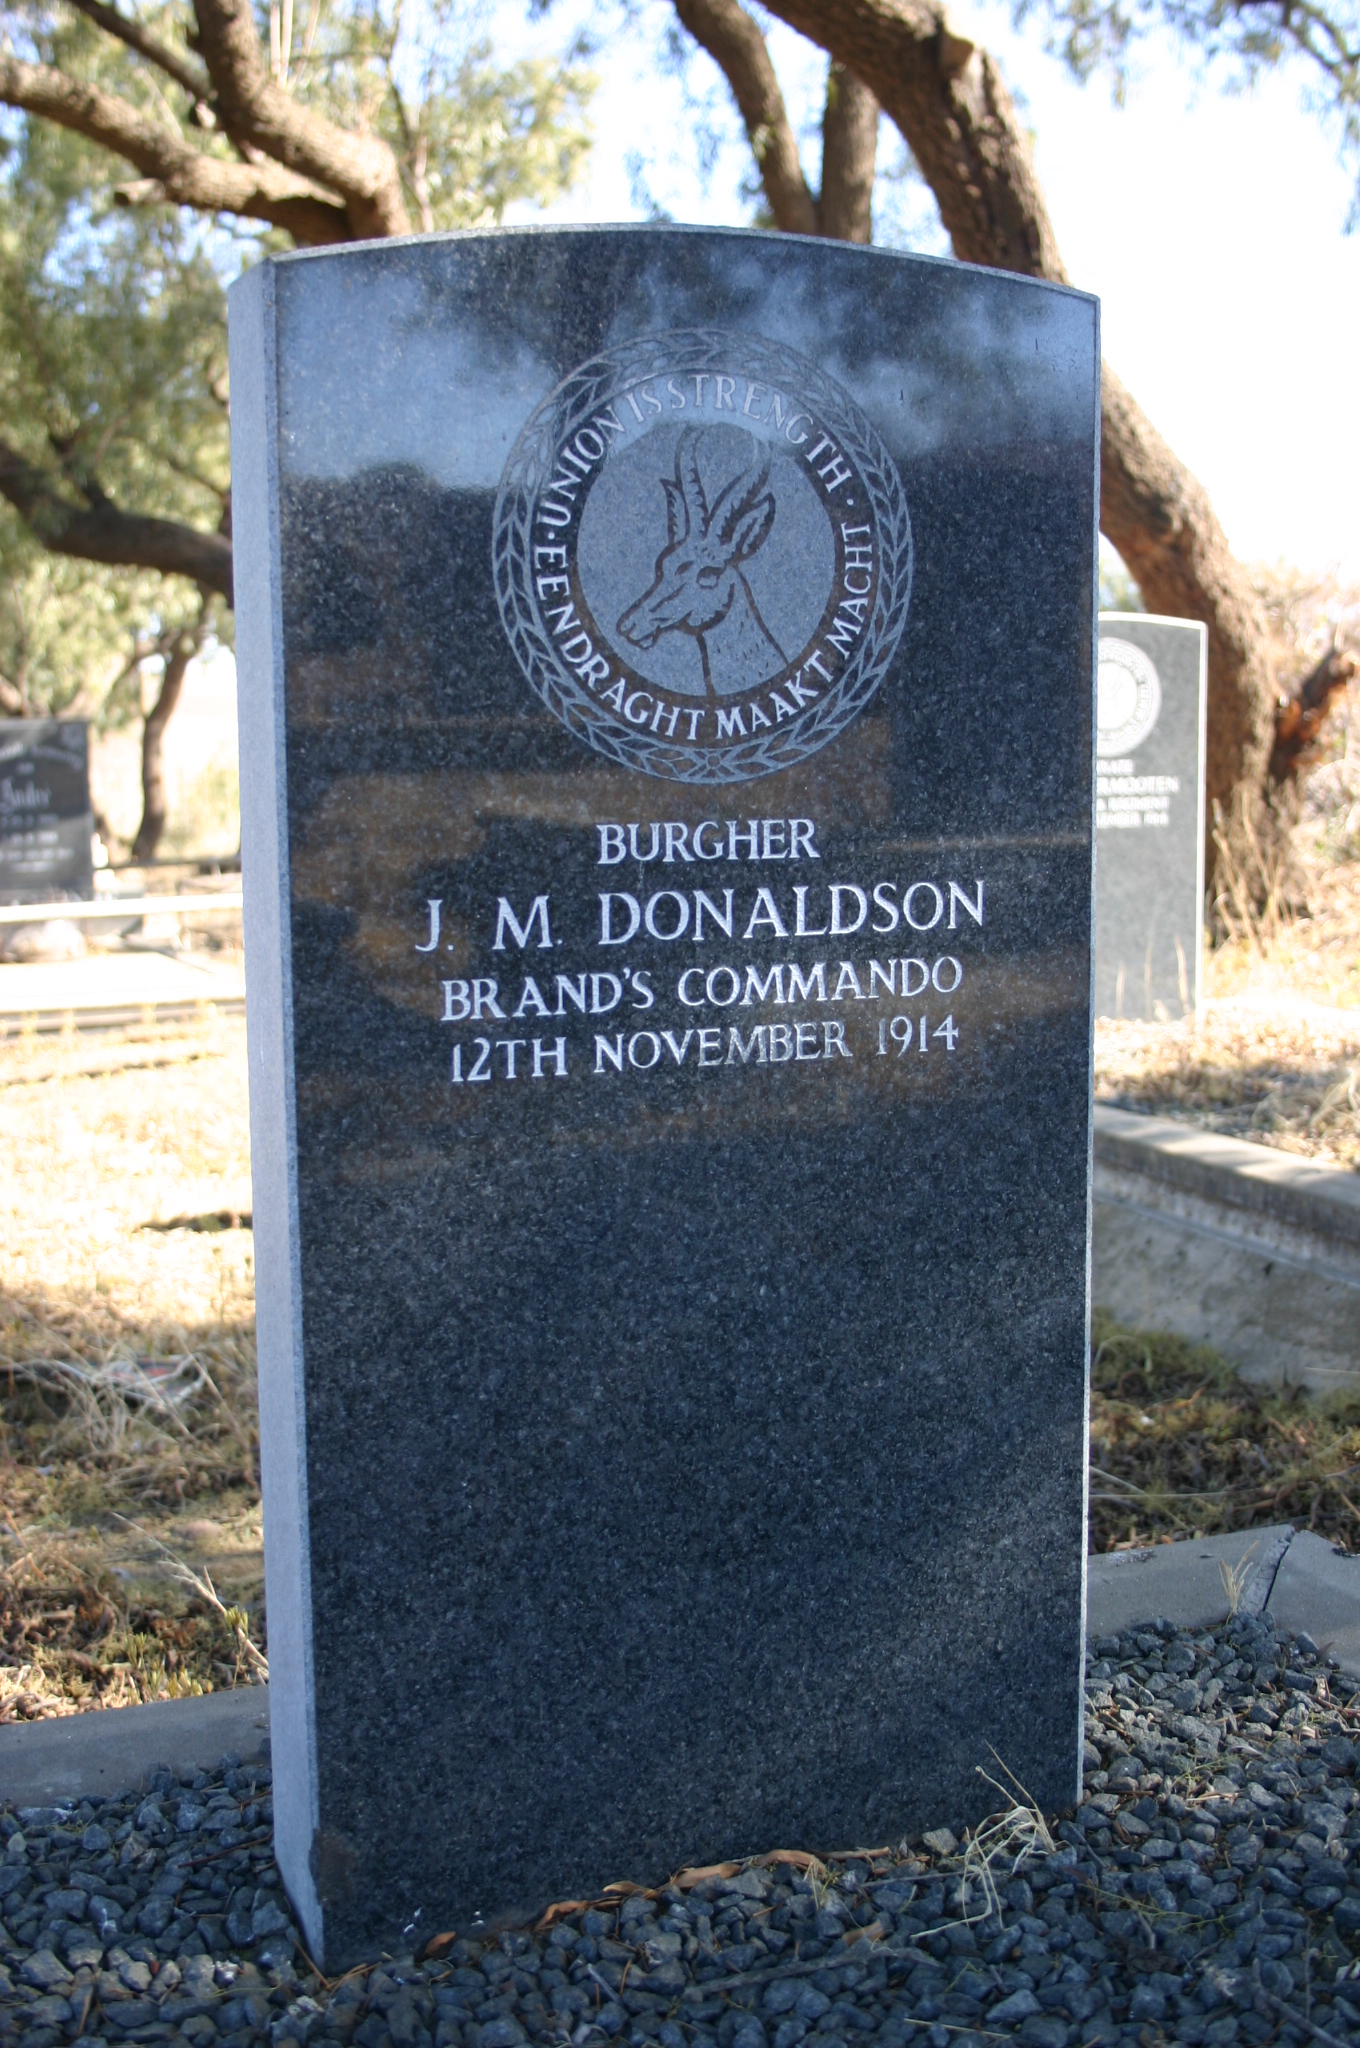 UNION IS STRENGTH · EENDRAGHT MAAKT MACHT
BURGHER
J. M. DONALDSON
BRAND'S COMMANDO
12TH NOVEMBER 1914